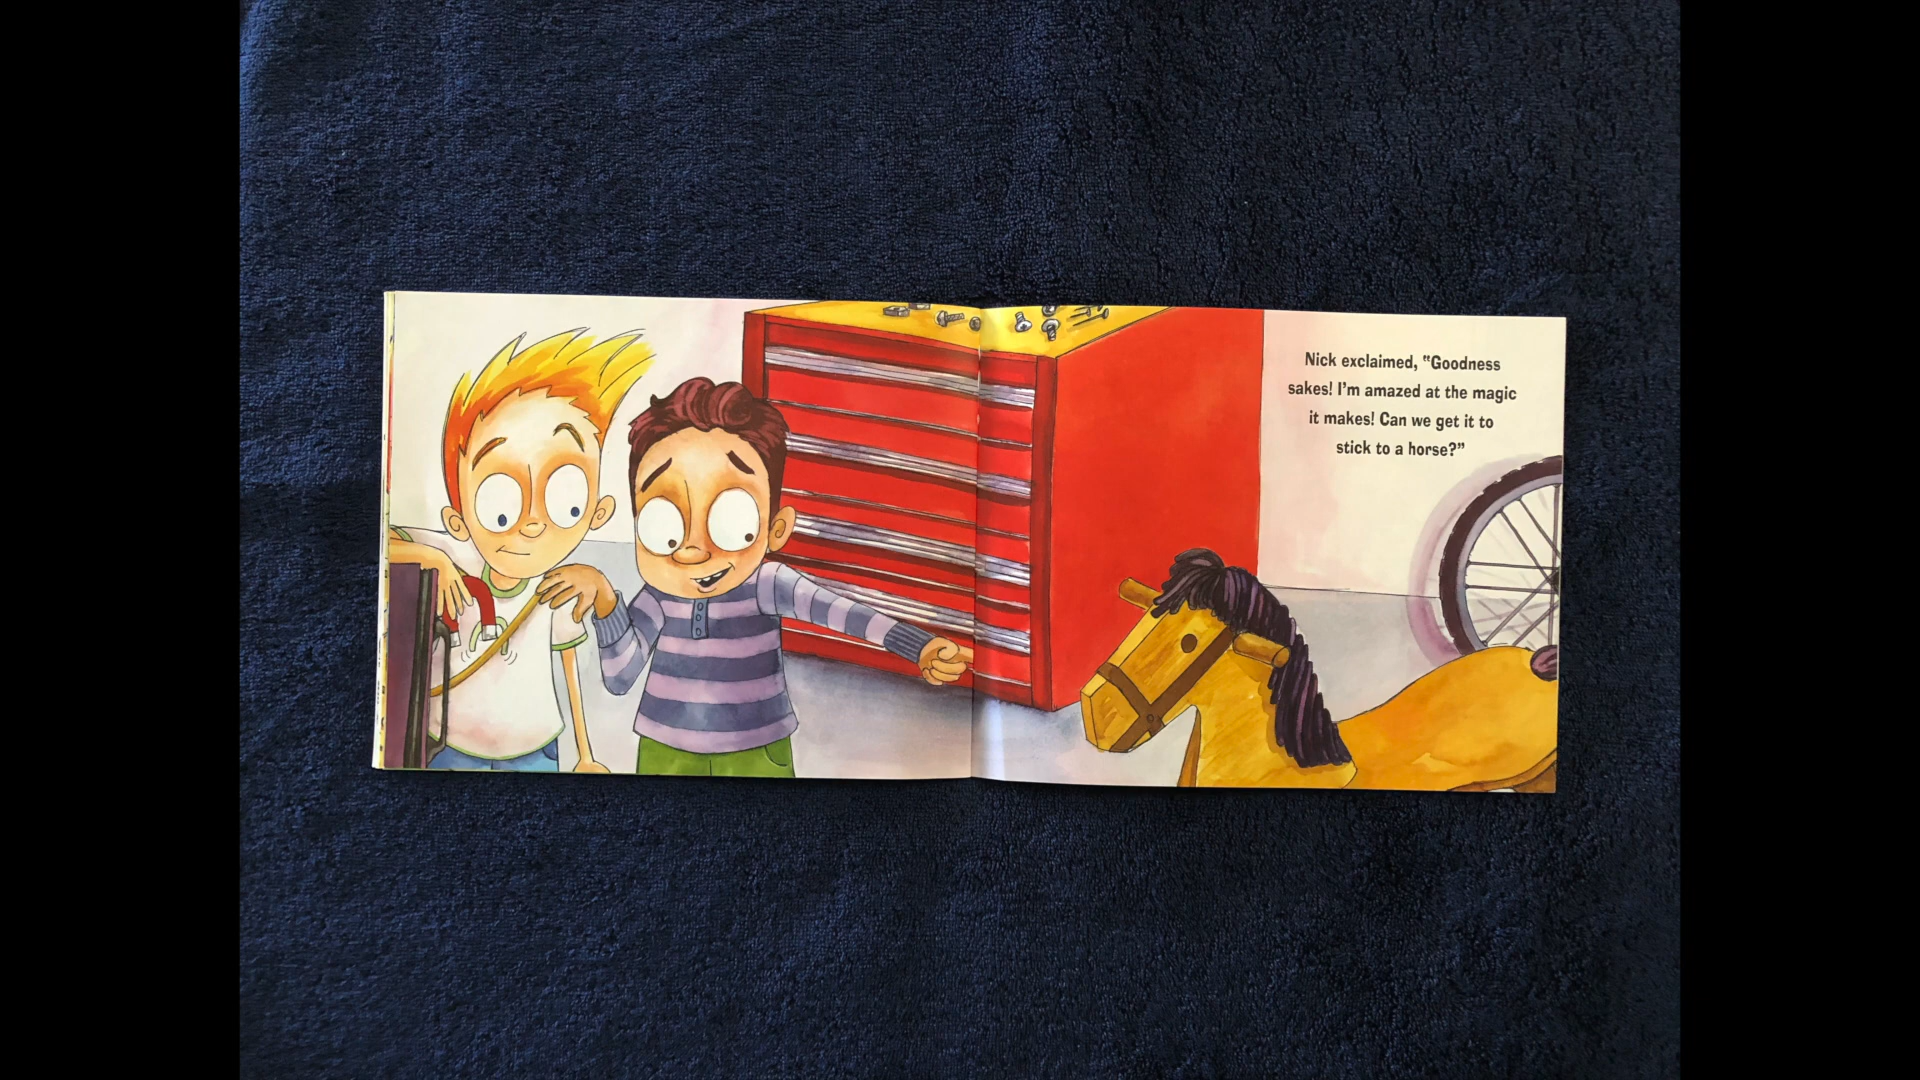 Nick exclaimed, "Goodness
sakes! I'm amazed at the magic
it makes! Can we get it to
stick to a horse?"